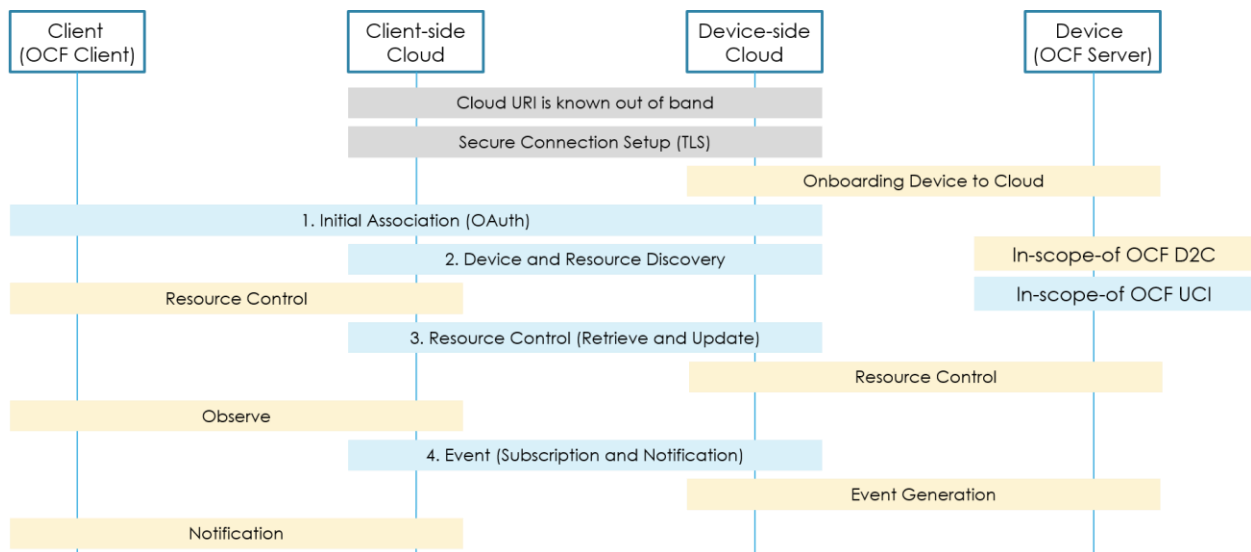 Client
(OCF Client)
Client-side
Cloud
Device-side
Cloud
Device
(OCF Server)
Cloud URI is known out of band
Secure Connection Setup (TLS)
Onboarding Device to Cloud
1. Initial Association (OAuth)
In-scope-of OCF D2C
2. Device and Resource Discovery
In-scope-of OCF UCI
Resource Control
3. Resource Control (Retrieve and Update)
Resource Control
Observe
4. Event (Subscription and Notification)
Event Generation
Notification